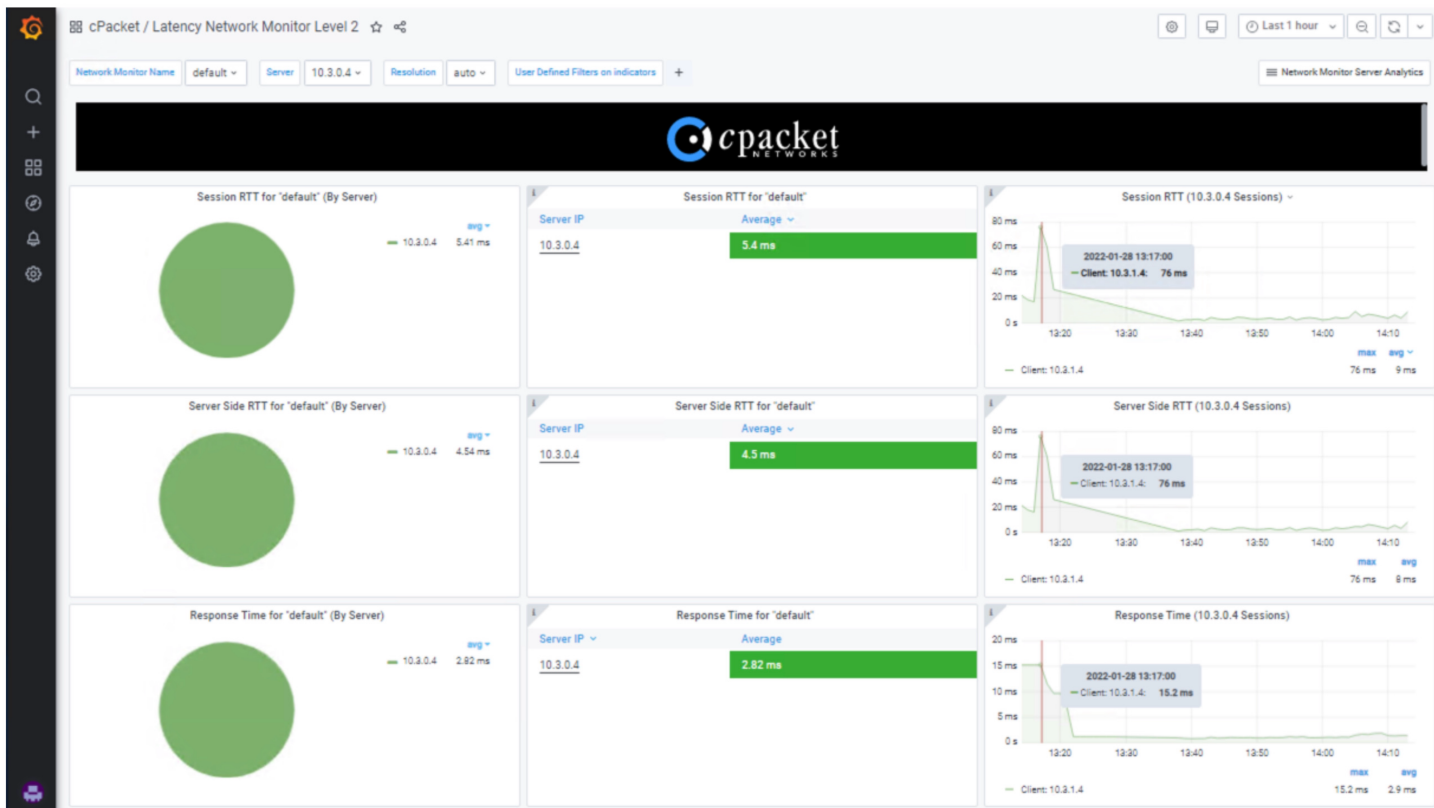 cPacket / Latency Network Monitor Level 2
Last 1 hour
Network Monitor Name default Server 10.3.0.4 Resolution auto User Defined Filters on indicators +
Network Monitor Server Analytics
cpacket
NETWORKS
Session RTT for "default" (By Server)
avg
10.3.0.4 5.41 ms
Session RTT for "default"
Server IP Average
10.3.0.4 5.4 ms
Session RTT (10.3.0.4 Sessions)
80 ms
60 ms
40 ms
20 ms
0 s
2022-01-28 13:17:00
Client: 10.3.1.4: 76 ms
13:20 13:30 13:40 13:50 14:00 14:10
max avg
Client: 10.3.1.4 76 ms 9 ms
Server Side RTT for "default" (By Server)
avg
10.3.0.4 4.54 ms
Server Side RTT for "default"
Server IP Average
10.3.0.4 4.5 ms
Server Side RTT (10.3.0.4 Sessions)
80 ms
60 ms
40 ms
20 ms
0 s
2022-01-28 13:17:00
Client: 10.3.1.4: 76 ms
13:20 13:30 13:40 13:50 14:00 14:10
max avg
Client: 10.3.1.4 76 ms 8 ms
Response Time for "default" (By Server)
avg
10.3.0.4 2.82 ms
Response Time for "default"
Server IP Average
10.3.0.4 2.82 ms
Response Time (10.3.0.4 Sessions)
20 ms
15 ms
10 ms
5 ms
0 s
2022-01-28 13:17:00
Client: 10.3.1.4: 15.2 ms
13:20 13:30 13:40 13:50 14:00 14:10
max avg
Client: 10.3.1.4 15.2 ms 2.9 ms